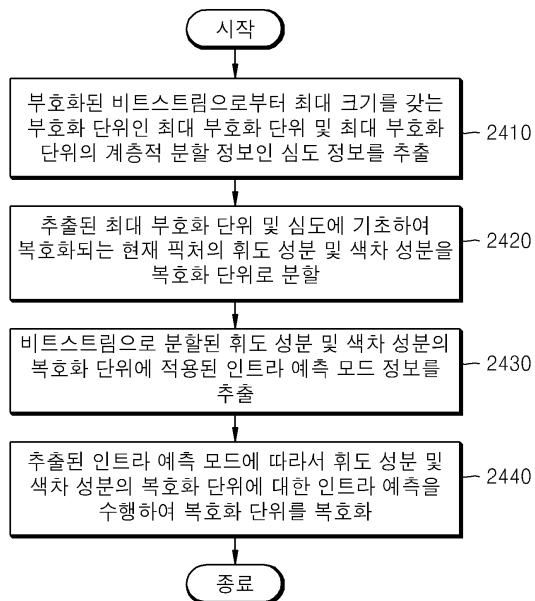 시작
부호화된 비트스트림으로부터 최대 크기를 갖는
부호화 단위인 최대 부호화 단위 및 최대 부호화
단위의 계층적 분할 정보인 심도 정보를 추출
2410
추출된 최대 부호화 단위 및 심도에 기초하여
복호화되는 현재 픽처의 휘도 성분 및 색차 성분을
복호화 단위로 분할
2420
비트스트림으로 분할된 휘도 성분 및 색차 성분의
복호화 단위에 적용된 인트라 예측 모드 정보를
추출
2430
추출된 인트라 예측 모드에 따라서 휘도 성분 및
색차 성분의 복호화 단위에 대한 인트라 예측을
수행하여 복호화 단위를 복호화
2440
종료